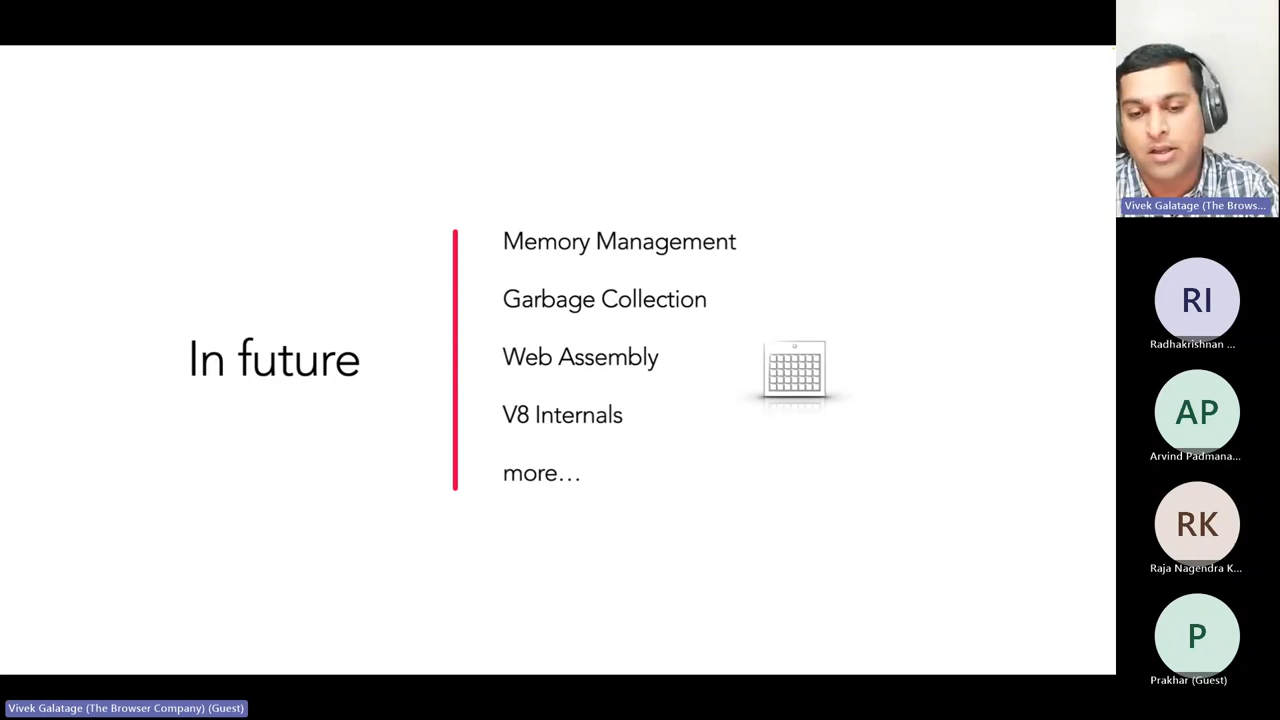 In future
Memory Management
Garbage Collection
Web Assembly
V8 Internals
more...
Vivek Galatage (The Brows...
RI
Radhakrishnan ...
AP
Arvind Padmana...
RK
Raja Nagendra K...
P
Prakhar (Guest)
Vivek Galatage (The Browser Company) (Guest)